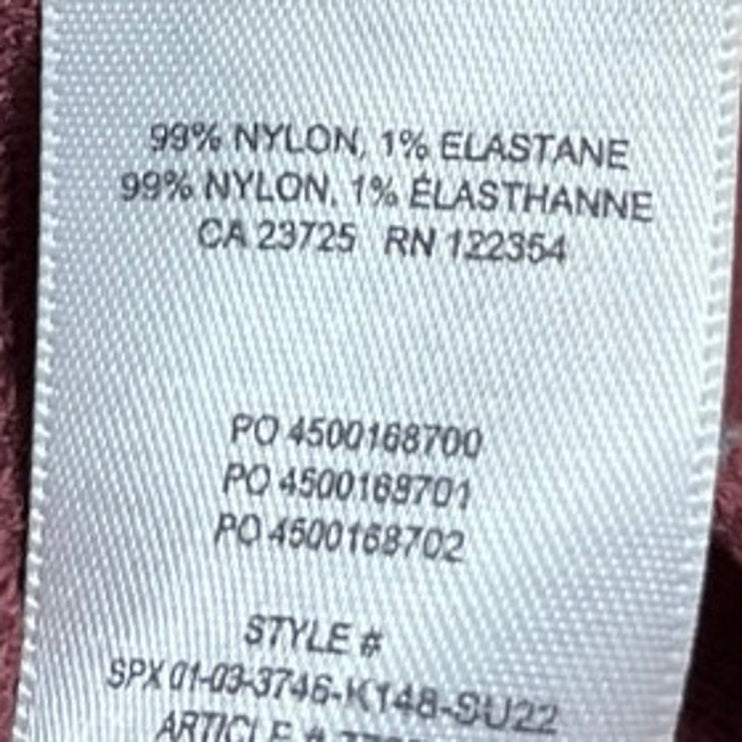 99% NYLON, 1% ELASTANE
99% NYLON, 1% ÉLASTHANNE
CA 23725 RN 122354
PO 4500168700
PO 4500168701
PO 4500168702
STYLE #
SPX 01-03-3746-K148-SU22
ARTICLE #